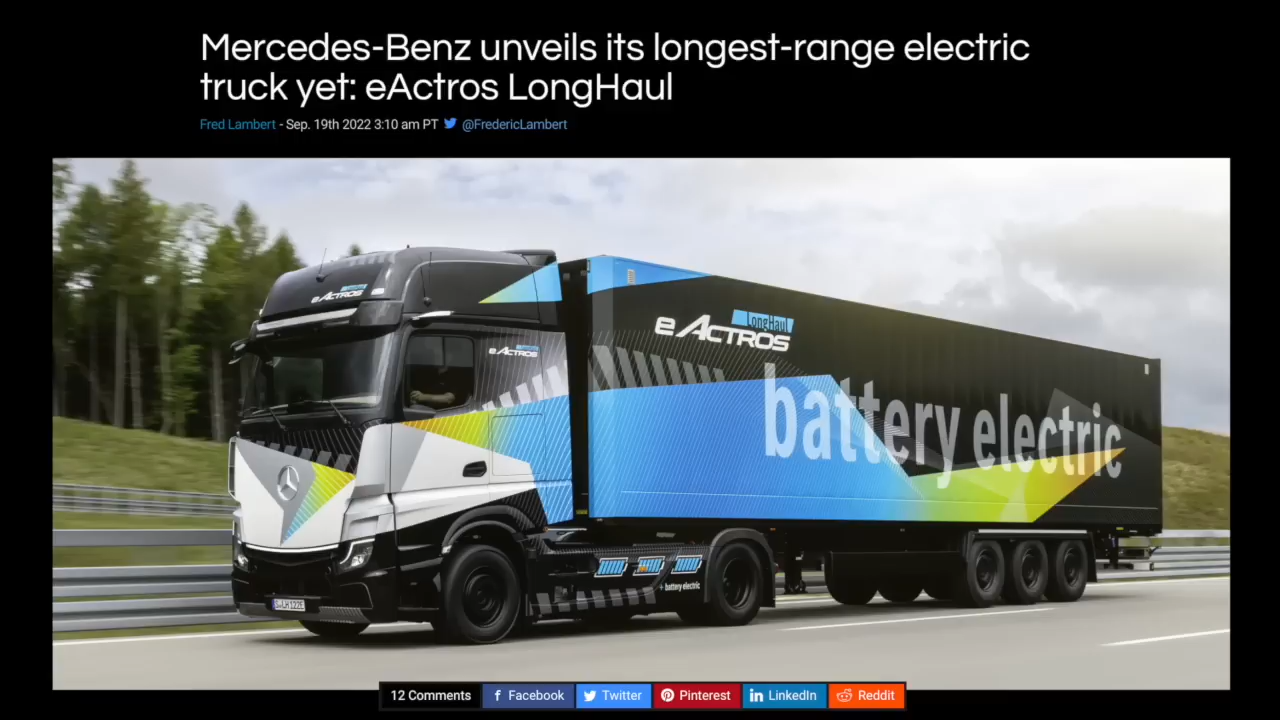 Mercedes-Benz unveils its longest-range electric
truck yet: eActros LongHaul
Fred Lambert - Sep. 19th 2022 3:10 am PT @FredericLambert
eACTROS
eACTROS
LongHaul
eACTROS
battery electric
battery electric
12 Comments
Facebook
Twitter
Pinterest
LinkedIn
Reddit